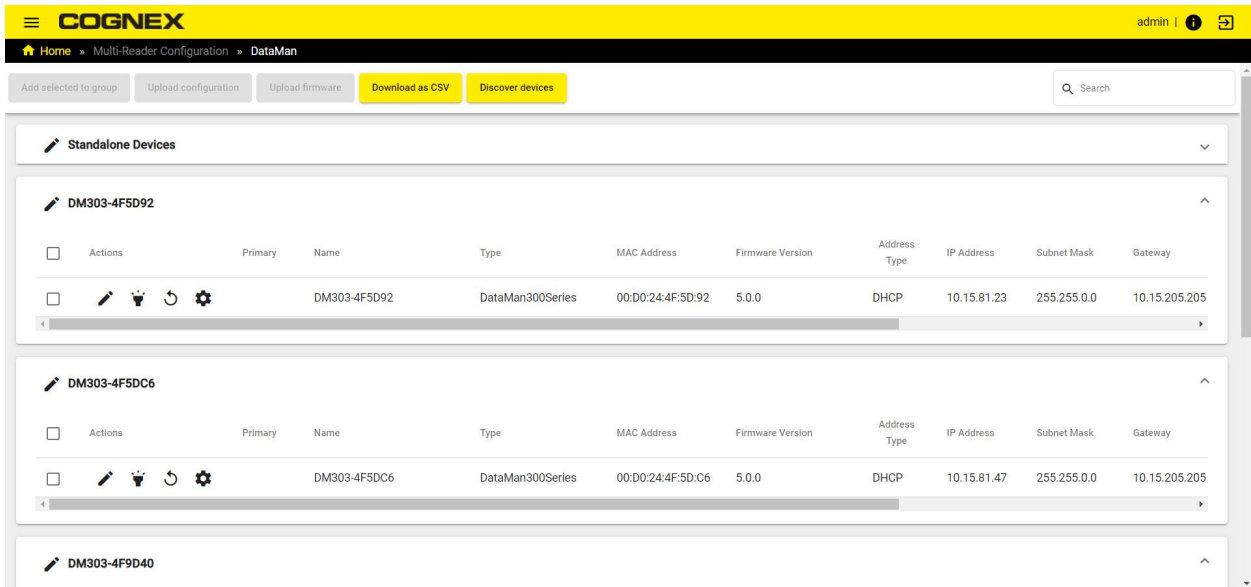 COGNEX
admin |
Home » Multi-Reader Configuration » DataMan
Add selected to group Upload configuration Upload firmware Download as CSV Discover devices Search
Standalone Devices
DM303-4F5D92
Actions Primary Name Type MAC Address Firmware Version Address Type IP Address Subnet Mask Gateway
DM303-4F5D92 DataMan300Series 00:D0:24:4F:5D:92 5.0.0 DHCP 10.15.81.23 255.255.0.0 10.15.205.205
DM303-4F5DC6
Actions Primary Name Type MAC Address Firmware Version Address Type IP Address Subnet Mask Gateway
DM303-4F5DC6 DataMan300Series 00:D0:24:4F:5D:C6 5.0.0 DHCP 10.15.81.47 255.255.0.0 10.15.205.205
DM303-4F9D40